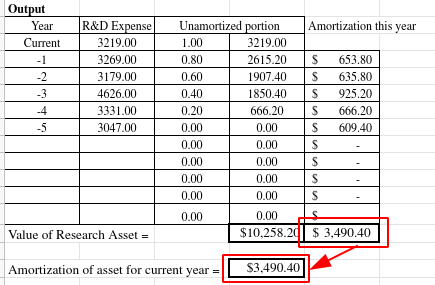 Output
Year R&D Expense Unamortized portion Amortization this year
Current 3219.00 1.00 3219.00
-1 3269.00 0.80 2615.20 $ 653.80
-2 3179.00 0.60 1907.40 $ 635.80
-3 4626.00 0.40 1850.40 $ 925.20
-4 3331.00 0.20 666.20 $ 666.20
-5 3047.00 0.00 0.00 $ 609.40
0.00 0.00 $ -
0.00 0.00 $ -
0.00 0.00 $ -
0.00 0.00 $ -
0.00 0.00 $
Value of Research Asset = $10,258.20 $ 3,490.40
Amortization of asset for current year = $3,490.40